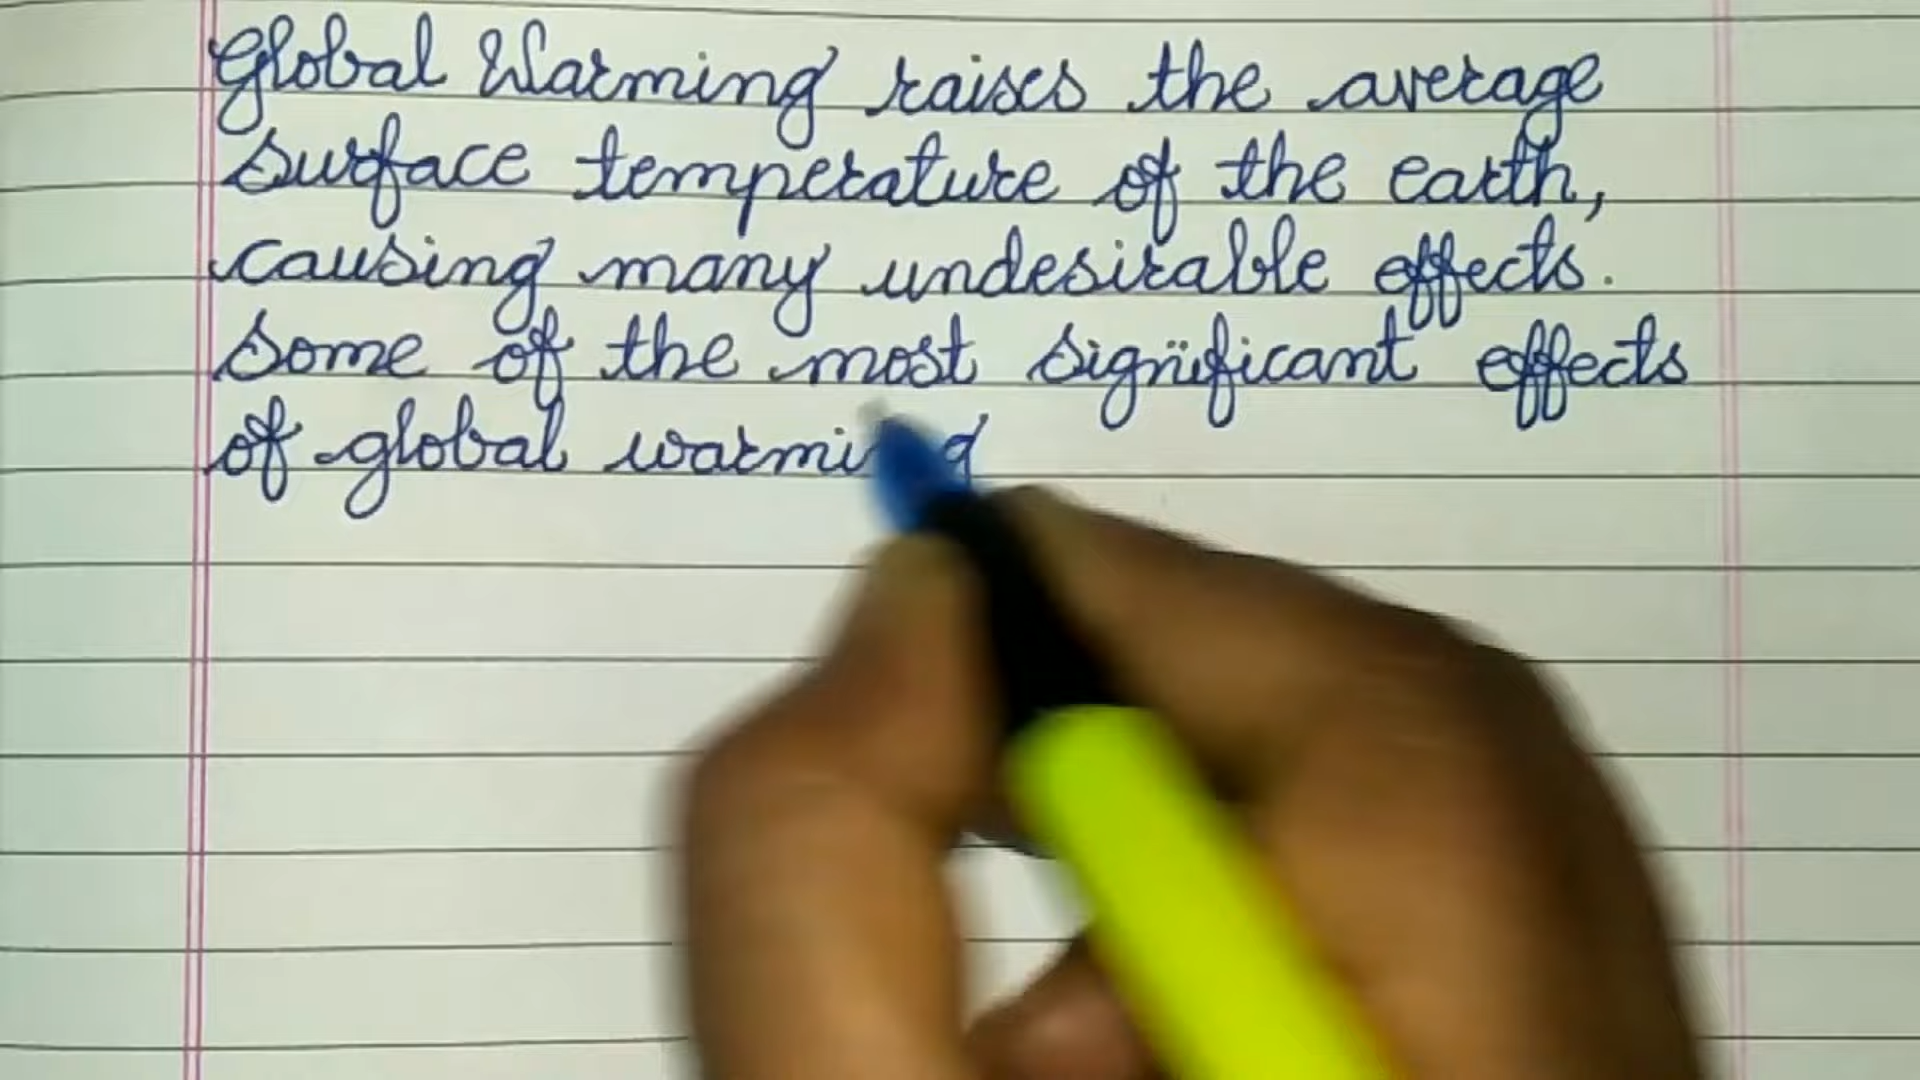 Global Warming raises the average
surface temperature of the earth,
causing many undesirable effects.
Some of the most significant effects
of global warming